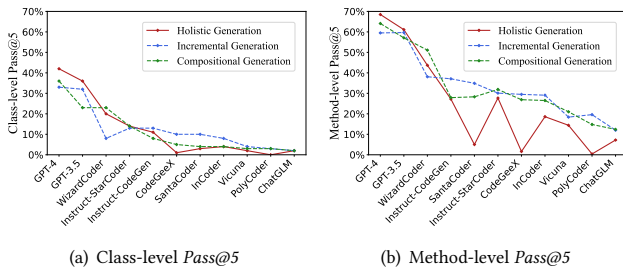 70%
60%
50%
40%
30%
20%
10%
0%
Class-level Pass@5
Holistic Generation
Incremental Generation
Compositional Generation
GPT-4
GPT-3.5
WizardCoder
Instruct-StarCoder
Instruct-CodeGen
CodeGeeX
SantaCoder
InCoder
Vicuna
PolyCoder
ChatGLM
(a) Class-level Pass@5
70%
60%
50%
40%
30%
20%
10%
0%
Method-level Pass@5
Holistic Generation
Incremental Generation
Compositional Generation
GPT-4
GPT-3.5
WizardCoder
Instruct-CodeGen
SantaCoder
Instruct-StarCoder
CodeGeeX
InCoder
Vicuna
PolyCoder
ChatGLM
(b) Method-level Pass@5